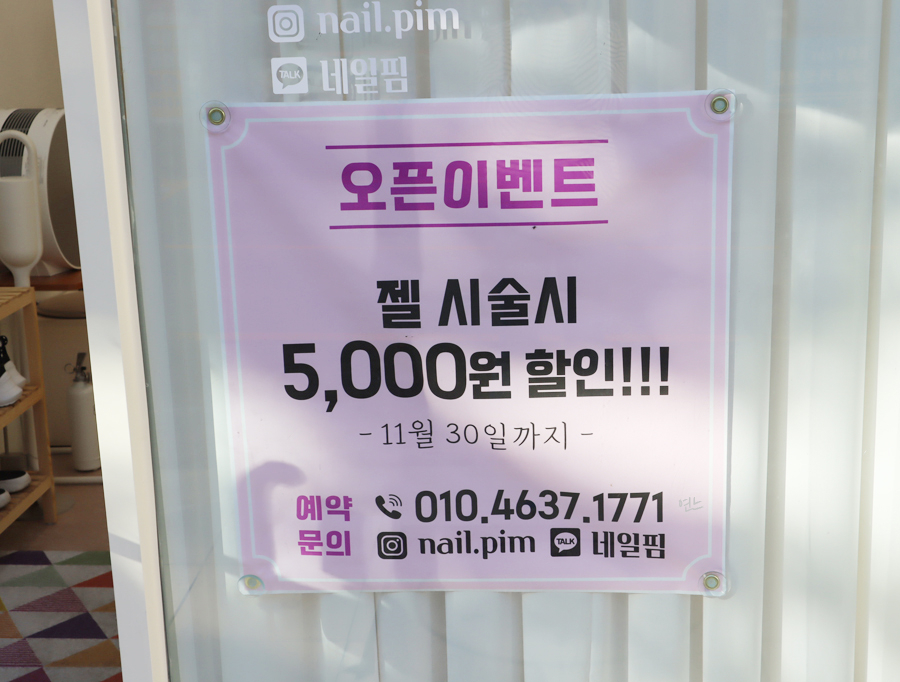 nail.pim
TALK 네일핌
오픈이벤트
젤 시술시
5,000원 할인!!!
- 11월 30일까지 -
예약 문의
010.4637.1771
nail.pim TALK 네일핌